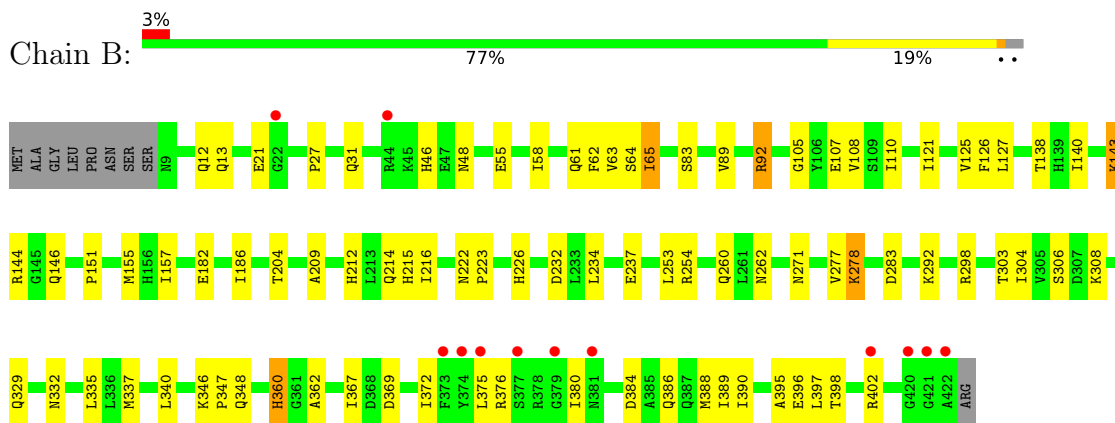 3%
Chain B:
77% 19% • •
MET ALA GLY LEU PRO ASN SER SER N9 Q12 Q13 E21 G22 P27 Q31 R44 K45 H46 E47 N48 E55 I58 Q61 F62 V63 S64 I65 S83 V89 R92 G105 Y106 E107 V108 S109 I110 I121 V125 F126 L127 T138 H139 I140 K143
R144 G145 Q146 P151 M155 H156 I157 E182 I186 T204 A209 H212 L213 Q214 H215 I216 N222 P223 H226 D232 L233 L234 E237 L253 R254 Q260 L261 N262 N271 V277 K278 D283 K292 R298 T303 I304 V305 S306 D307 K308
Q329 N332 L335 L336 M337 L340 K346 P347 Q348 H360 G361 A362 I367 D368 D369 I372 F373 Y374 L375 R376 S377 R378 G379 I380 N381 D384 A385 Q386 Q387 M388 I389 I390 A395 E396 L397 T398 R402 G420 G421 A422 ARG